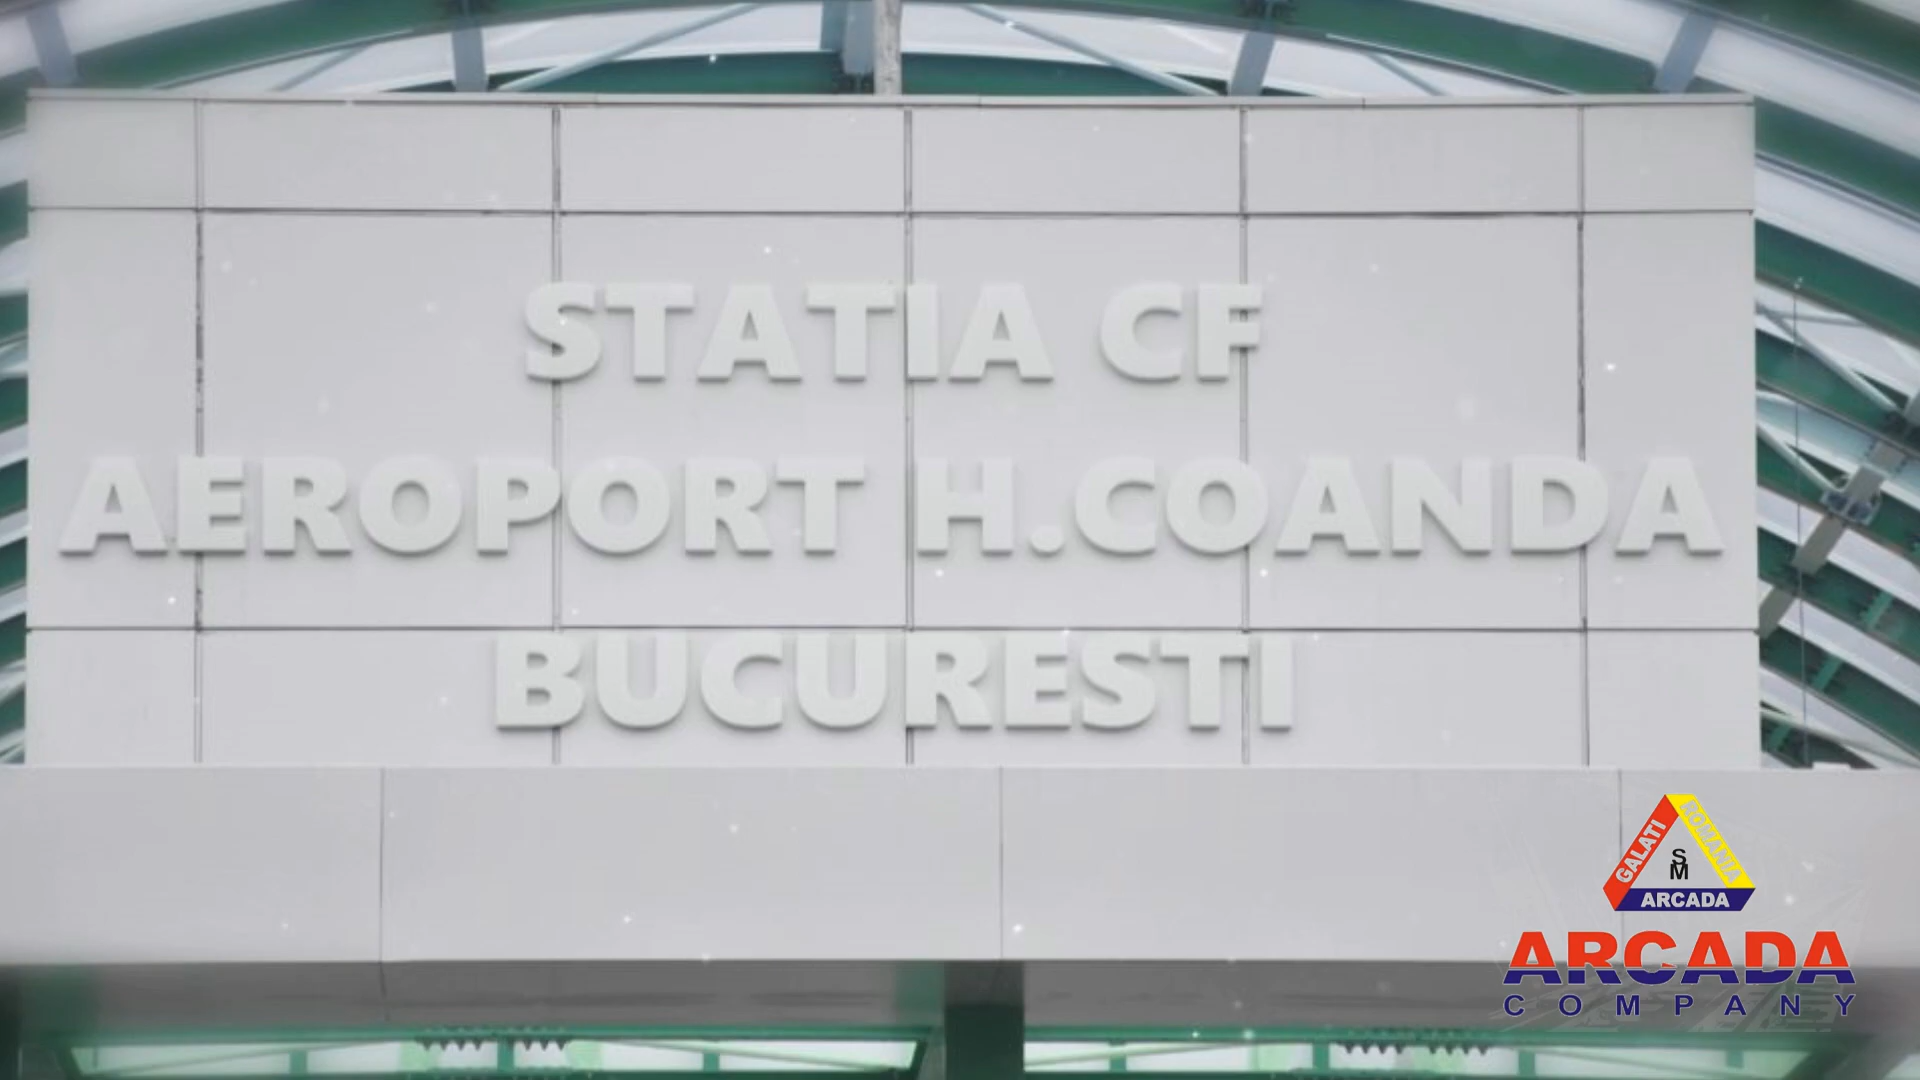 STATIA CF
AEROPORT H.COANDA
BUCURESTI
GALATI
ROMANIA
SM
ARCADA
ARCADA
COMPANY